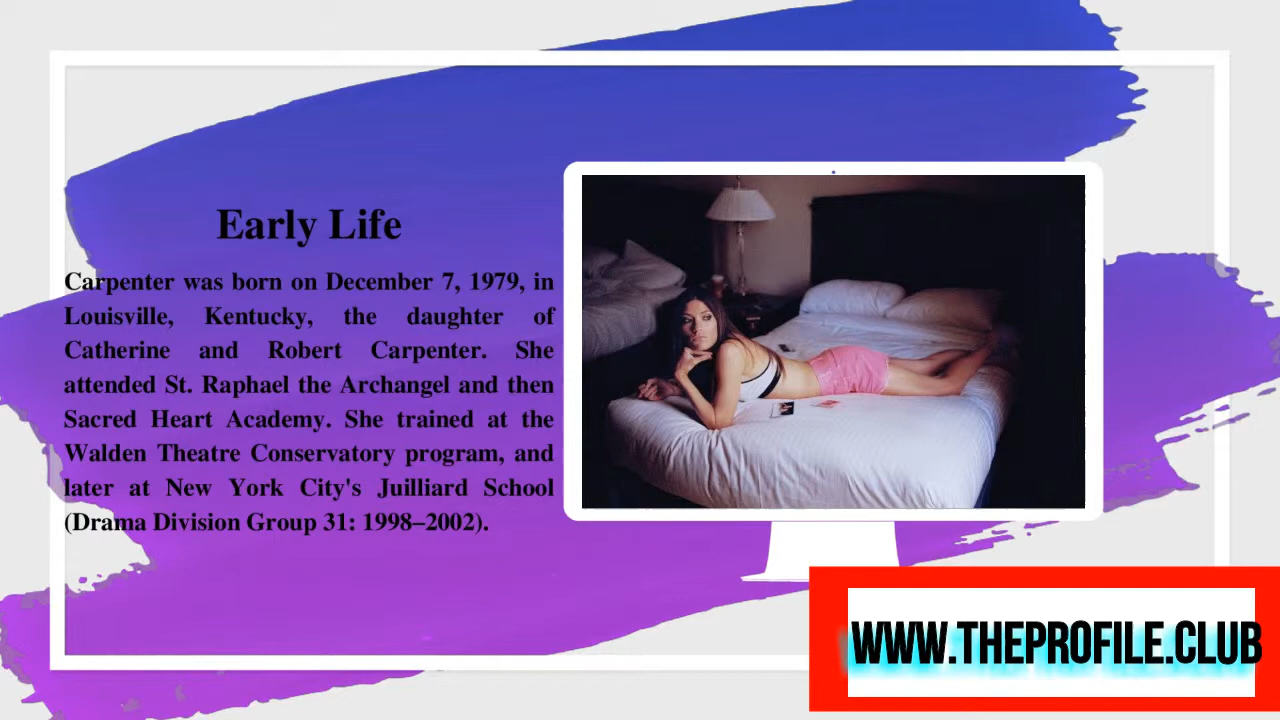 Early Life
Carpenter was born on December 7, 1979, in
Louisville, Kentucky, the daughter of
Catherine and Robert Carpenter. She
attended St. Raphael the Archangel and then
Sacred Heart Academy. She trained at the
Walden Theatre Conservatory program, and
later at New York City's Juilliard School
(Drama Division Group 31: 1998–2002).
WWW.THEPROFILE.CLUB